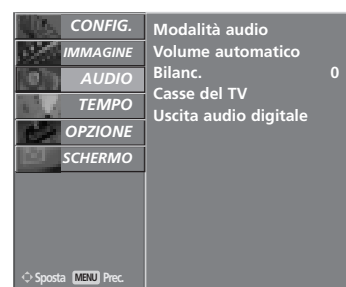 CONFIG.
IMMAGINE
AUDIO
TEMPO
OPZIONE
SCHERMO
Modalità audio
Volume automatico
Bilanc. 0
Casse del TV
Uscita audio digitale
Sposta MENU Prec.